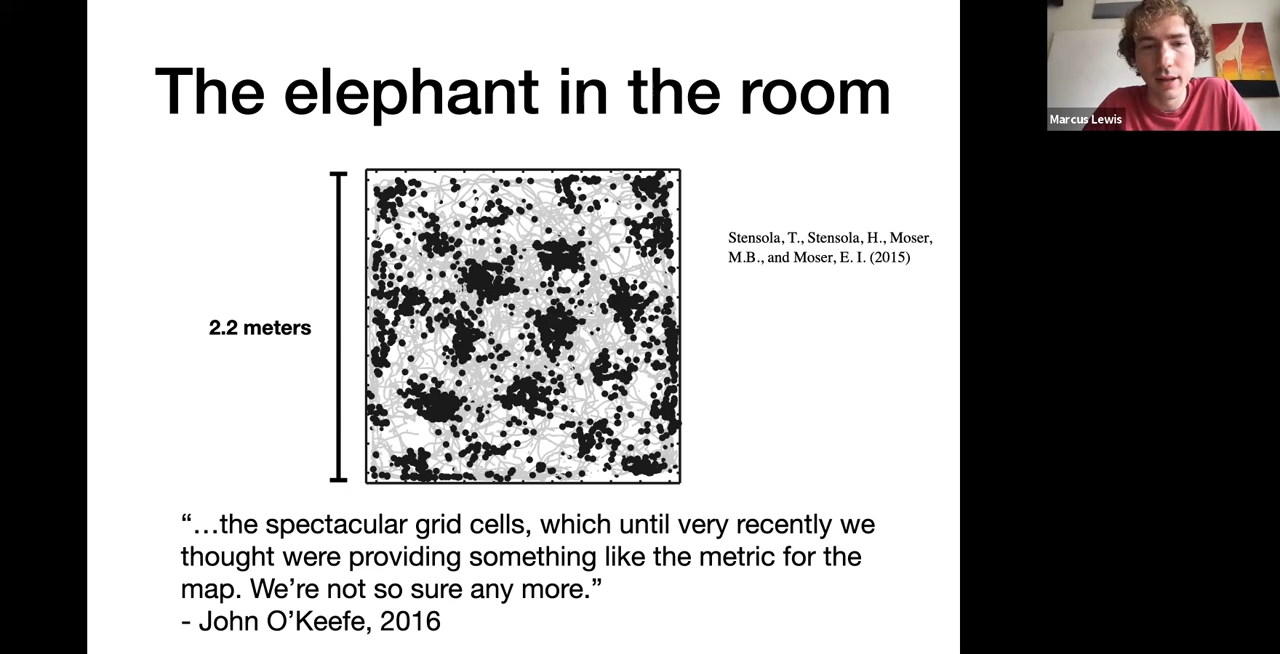 The elephant in the room
Marcus Lewis
Stensola, T., Stensola, H., Moser,
M.B., and Moser, E. I. (2015)
2.2 meters
“…the spectacular grid cells, which until very recently we
thought were providing something like the metric for the
map. We’re not so sure any more.”
- John O’Keefe, 2016